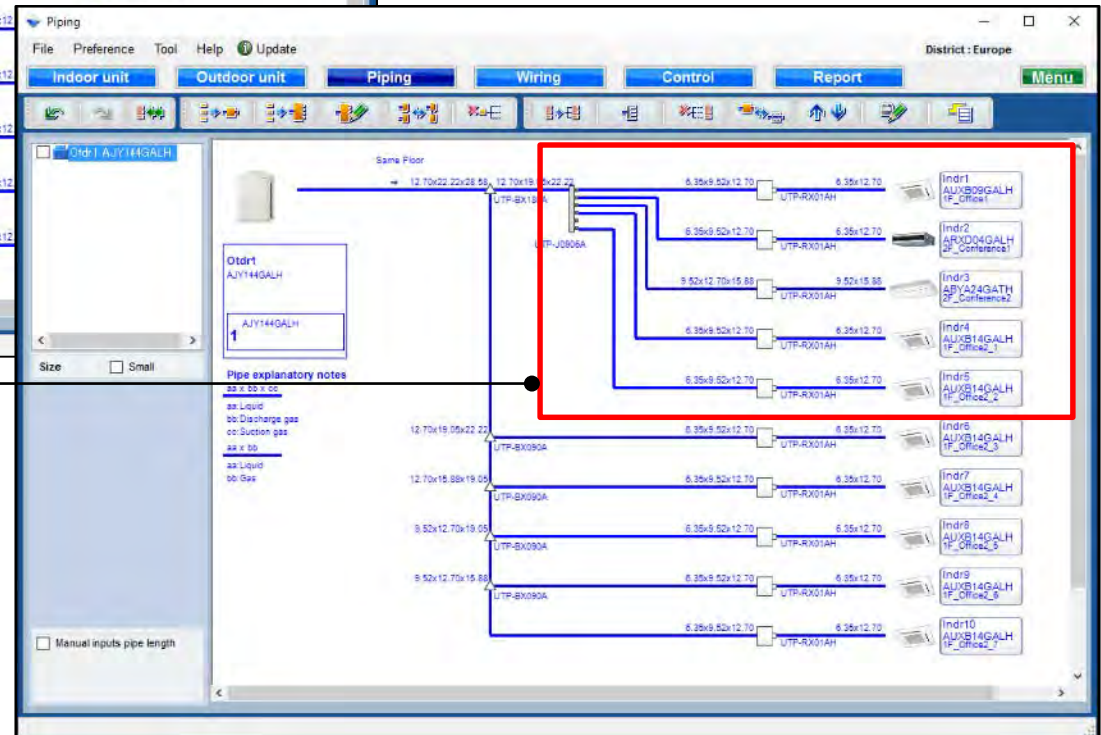 :12
:12
:12
:12
:12
Piping
File Preference Tool Help Update
District : Europe
Indoor unit Outdoor unit Piping Wiring Control Report Menu
Otdr1 AJY144GALH
Size Small
Manual inputs pipe length
Same Floor
12.70x22.22x28.58
UTP-BX180A
UTP-J0906A
Otdr1
AJY144GALH
AJY144GALH
1
Pipe explanatory notes
aa x bb x cc
aa:Liquid
bb:Discharge gas
cc:Suction gas
aa x bb
aa:Liquid
bb:Gas
6.35x9.52x12.70 UTP-RX01AH 6.35x12.70
Indr1
AUXB09GALH
1F_Office1
6.35x9.52x12.70 UTP-RX01AH 6.35x12.70
Indr2
ARXD04GALH
2F_Conference1
9.52x12.70x15.88 UTP-RX01AH 9.52x15.88
Indr3
ABYA24GATH
2F_Conference2
6.35x9.52x12.70 UTP-RX01AH 6.35x12.70
Indr4
AUXB14GALH
1F_Office2_1
6.35x9.52x12.70 UTP-RX01AH 6.35x12.70
Indr5
AUXB14GALH
1F_Office2_2
12.70x19.05x22.22 UTP-BX090A 6.35x9.52x12.70 UTP-RX01AH 6.35x12.70
Indr6
AUXB14GALH
1F_Office2_3
12.70x15.88x19.05 UTP-BX090A 6.35x9.52x12.70 UTP-RX01AH 6.35x12.70
Indr7
AUXB14GALH
1F_Office2_4
9.52x12.70x19.05 UTP-BX090A 6.35x9.52x12.70 UTP-RX01AH 6.35x12.70
Indr8
AUXB14GALH
1F_Office2_5
9.52x12.70x15.88 UTP-BX090A 6.35x9.52x12.70 UTP-RX01AH 6.35x12.70
Indr9
AUXB14GALH
1F_Office2_6
6.35x9.52x12.70 UTP-RX01AH 6.35x12.70
Indr10
AUXB14GALH
1F_Office2_7